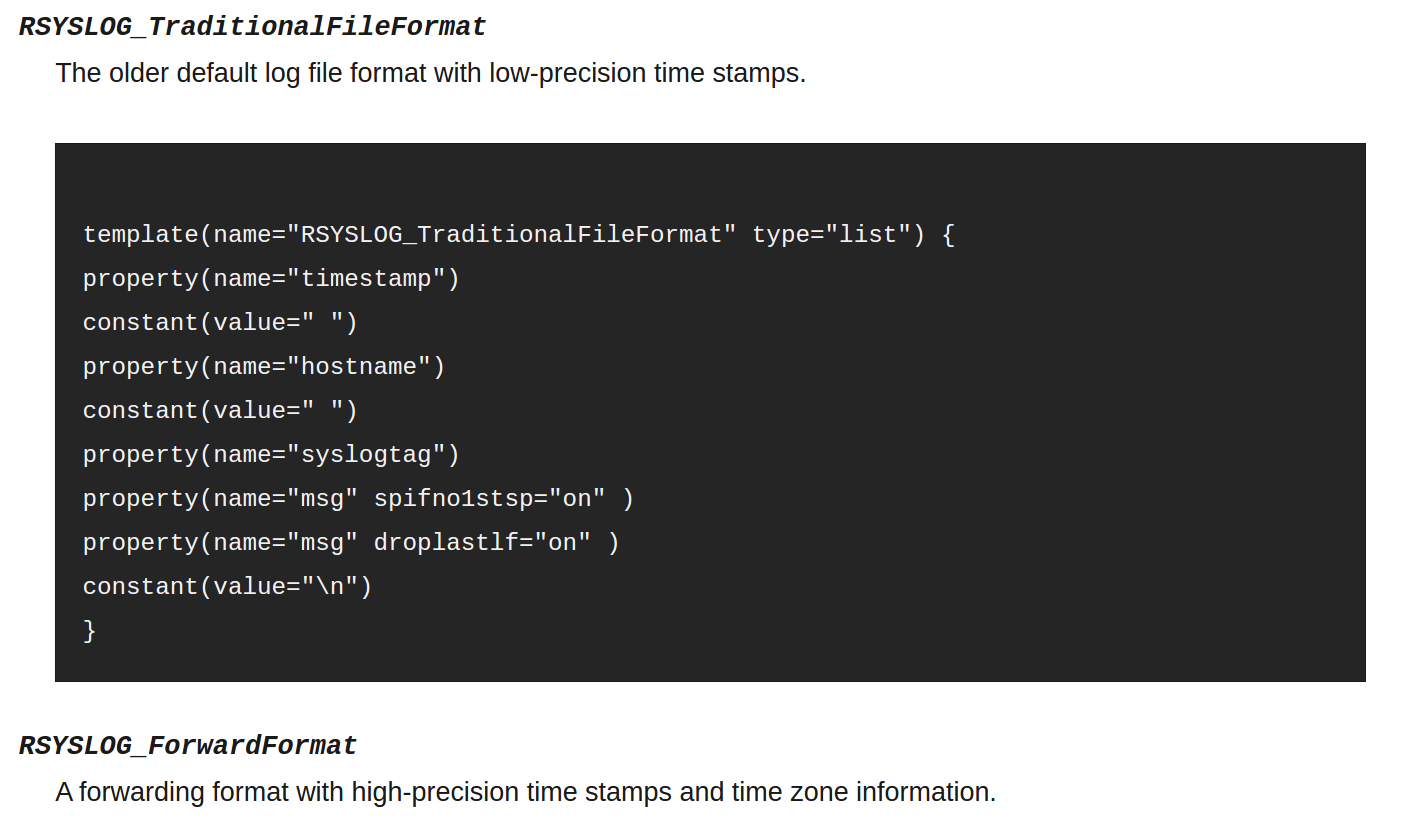 RSYSLOG_TraditionalFileFormat
The older default log file format with low-precision time stamps.
template(name="RSYSLOG_TraditionalFileFormat" type="list") {
property(name="timestamp")
constant(value=" ")
property(name="hostname")
constant(value=" ")
property(name="syslogtag")
property(name="msg" spifno1stsp="on" )
property(name="msg" droplastlf="on" )
constant(value="\n")
}
RSYSLOG_ForwardFormat
A forwarding format with high-precision time stamps and time zone information.